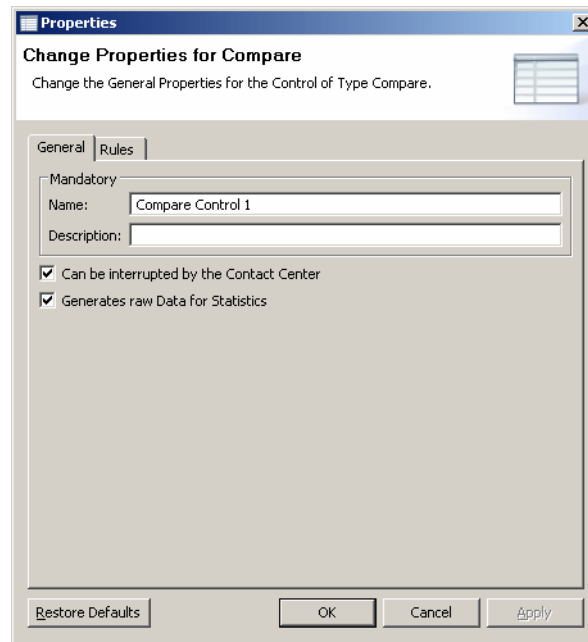 Properties
Change Properties for Compare
Change the General Properties for the Control of Type Compare.
General Rules
Mandatory
Name: Compare Control 1
Description:
Can be interrupted by the Contact Center
Generates raw Data for Statistics
Restore Defaults OK Cancel Apply